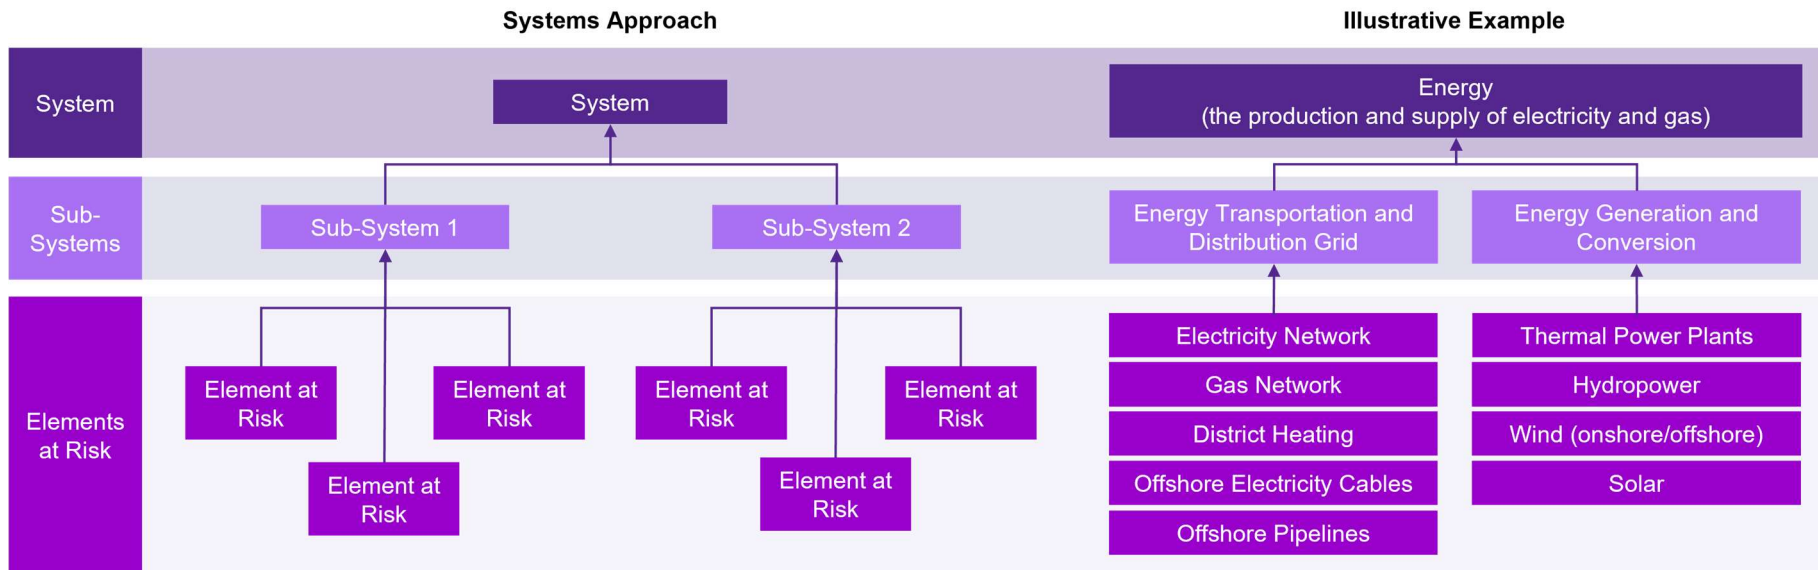 Systems Approach
Illustrative Example
System
System
Energy
(the production and supply of electricity and gas)
Sub-
Systems
Sub-System 1
Sub-System 2
Energy Transportation and
Distribution Grid
Energy Generation and
Conversion
Elements
at Risk
Element at
Risk
Element at
Risk
Element at
Risk
Element at
Risk
Element at
Risk
Element at
Risk
Electricity Network
Gas Network
District Heating
Offshore Electricity Cables
Offshore Pipelines
Thermal Power Plants
Hydropower
Wind (onshore/offshore)
Solar